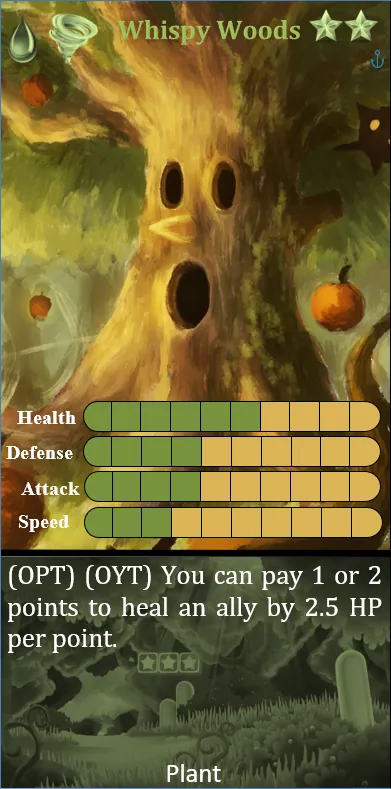 Whispy Woods
Health
Defense
Attack
Speed
(OPT) (OYT) You can pay 1 or 2
points to heal an ally by 2.5 HP
per point.
Plant